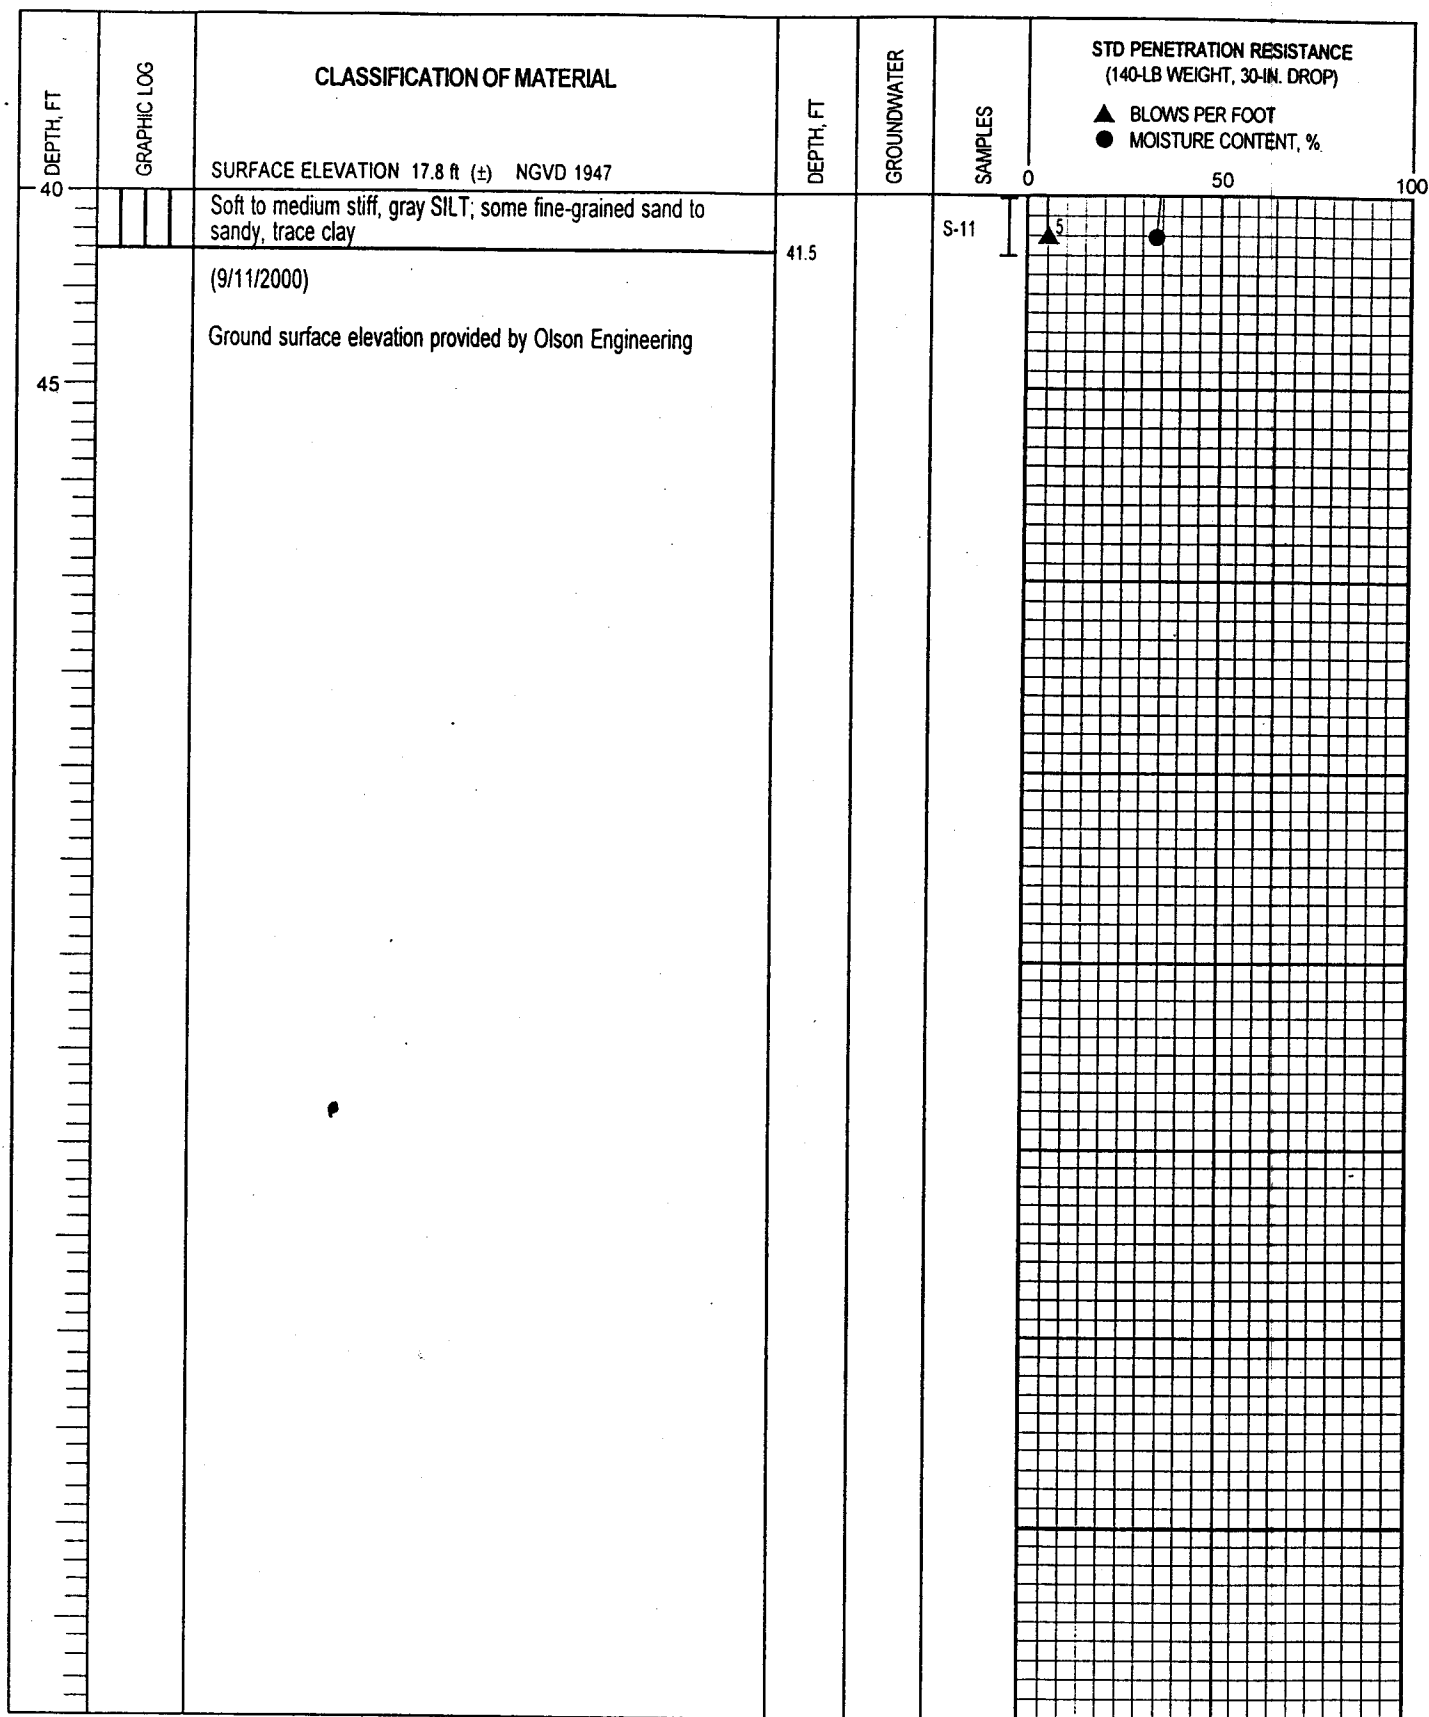 DEPTH, FT
GRAPHIC LOG
CLASSIFICATION OF MATERIAL
SURFACE ELEVATION 17.8 ft (±) NGVD 1947
DEPTH, FT
GROUNDWATER
SAMPLES
STD PENETRATION RESISTANCE
(140-LB WEIGHT, 30-IN. DROP)
▲ BLOWS PER FOOT
● MOISTURE CONTENT, %
0 50 100
40
Soft to medium stiff, gray SILT; some fine-grained sand to
sandy, trace clay
41.5
S-11
5
(9/11/2000)
Ground surface elevation provided by Olson Engineering
45